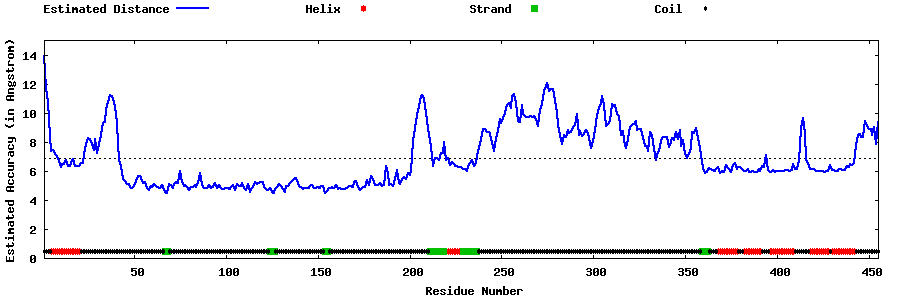 Estimated Distance Helix Strand Coil
Estimated Accuracy (in Angstrom)
14
12
10
8
6
4
2
0
50 100 150 200 250 300 350 400 450
Residue Number